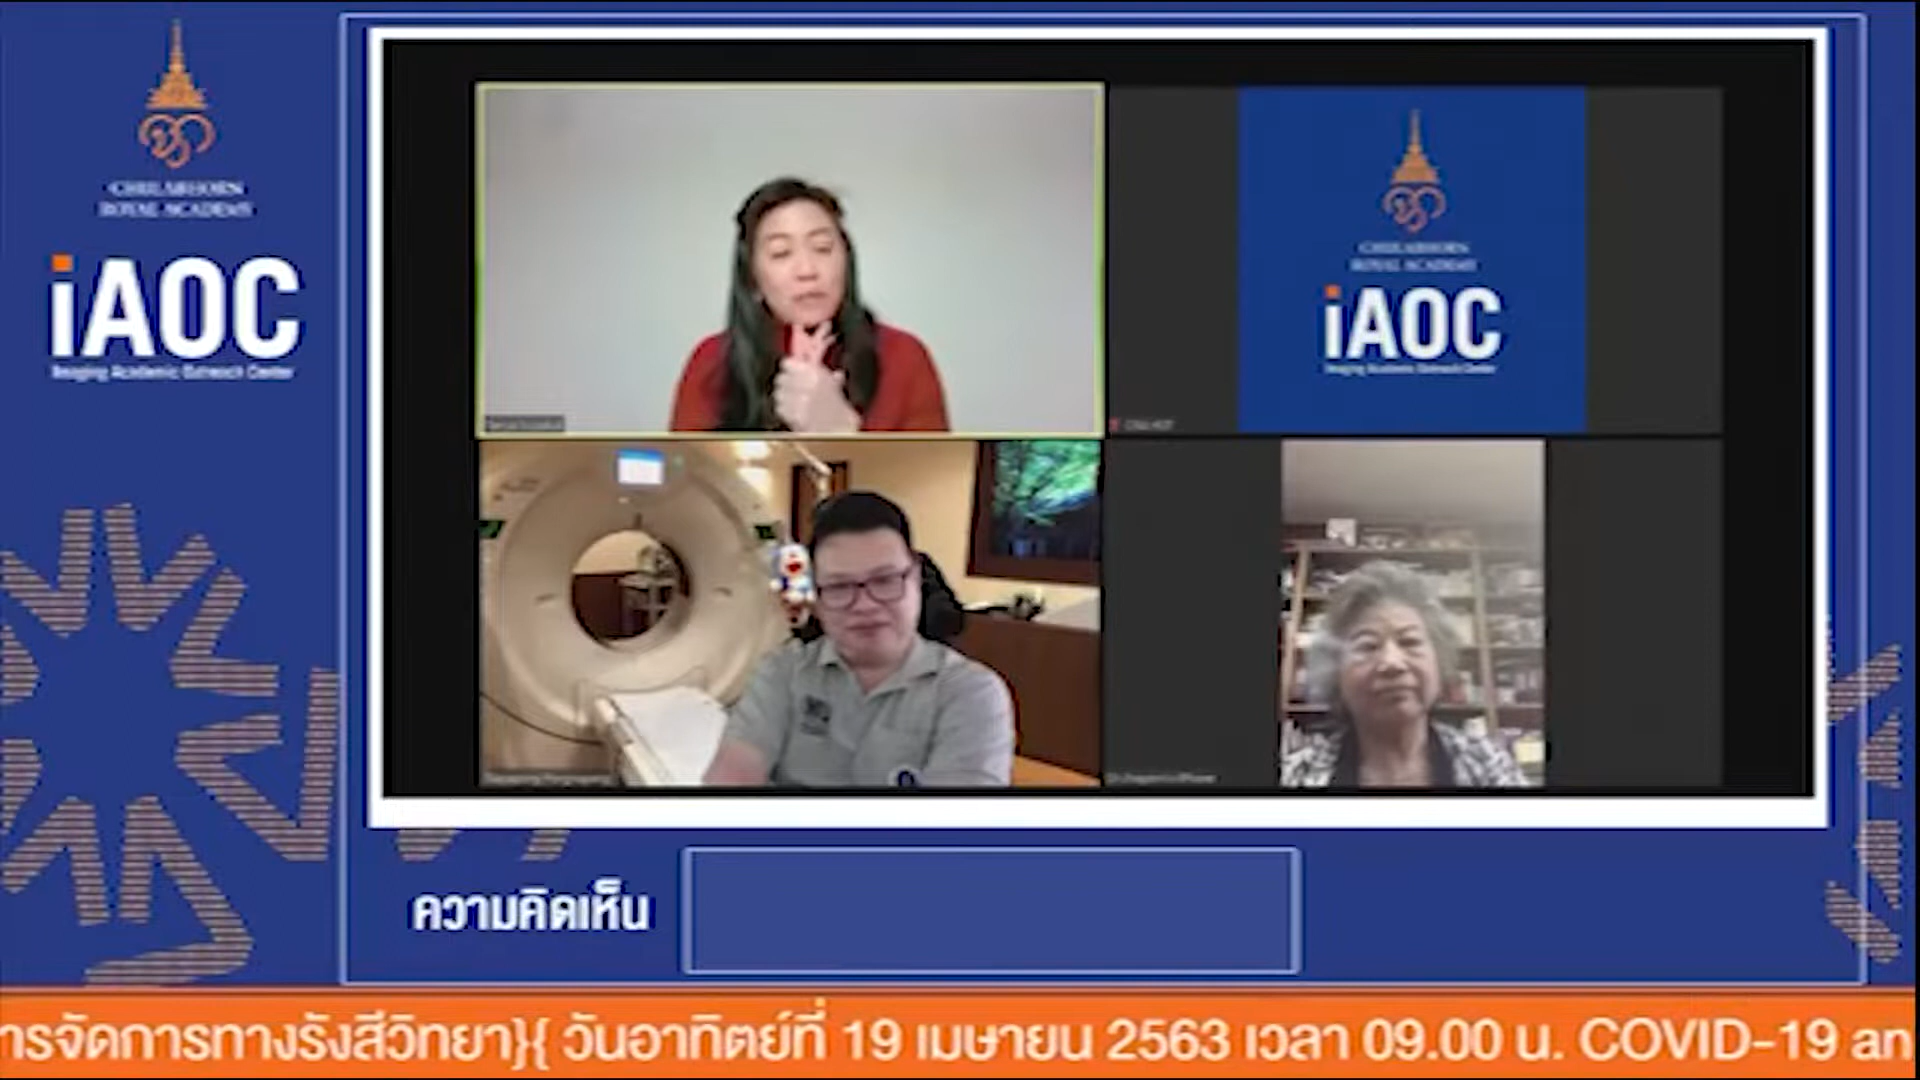 CHULABHORN
ROYAL ACADEMY
iAOC
Imaging Academic Outreach Center
CHULABHORN
ROYAL ACADEMY
iAOC
Imaging Academic Outreach Center
ความคิดเห็น
ารจัดการทางรังสีวิทยา}{ วันอาทิตย์ที่ 19 เมษายน 2563 เวลา 09.00 น. COVID-19 an